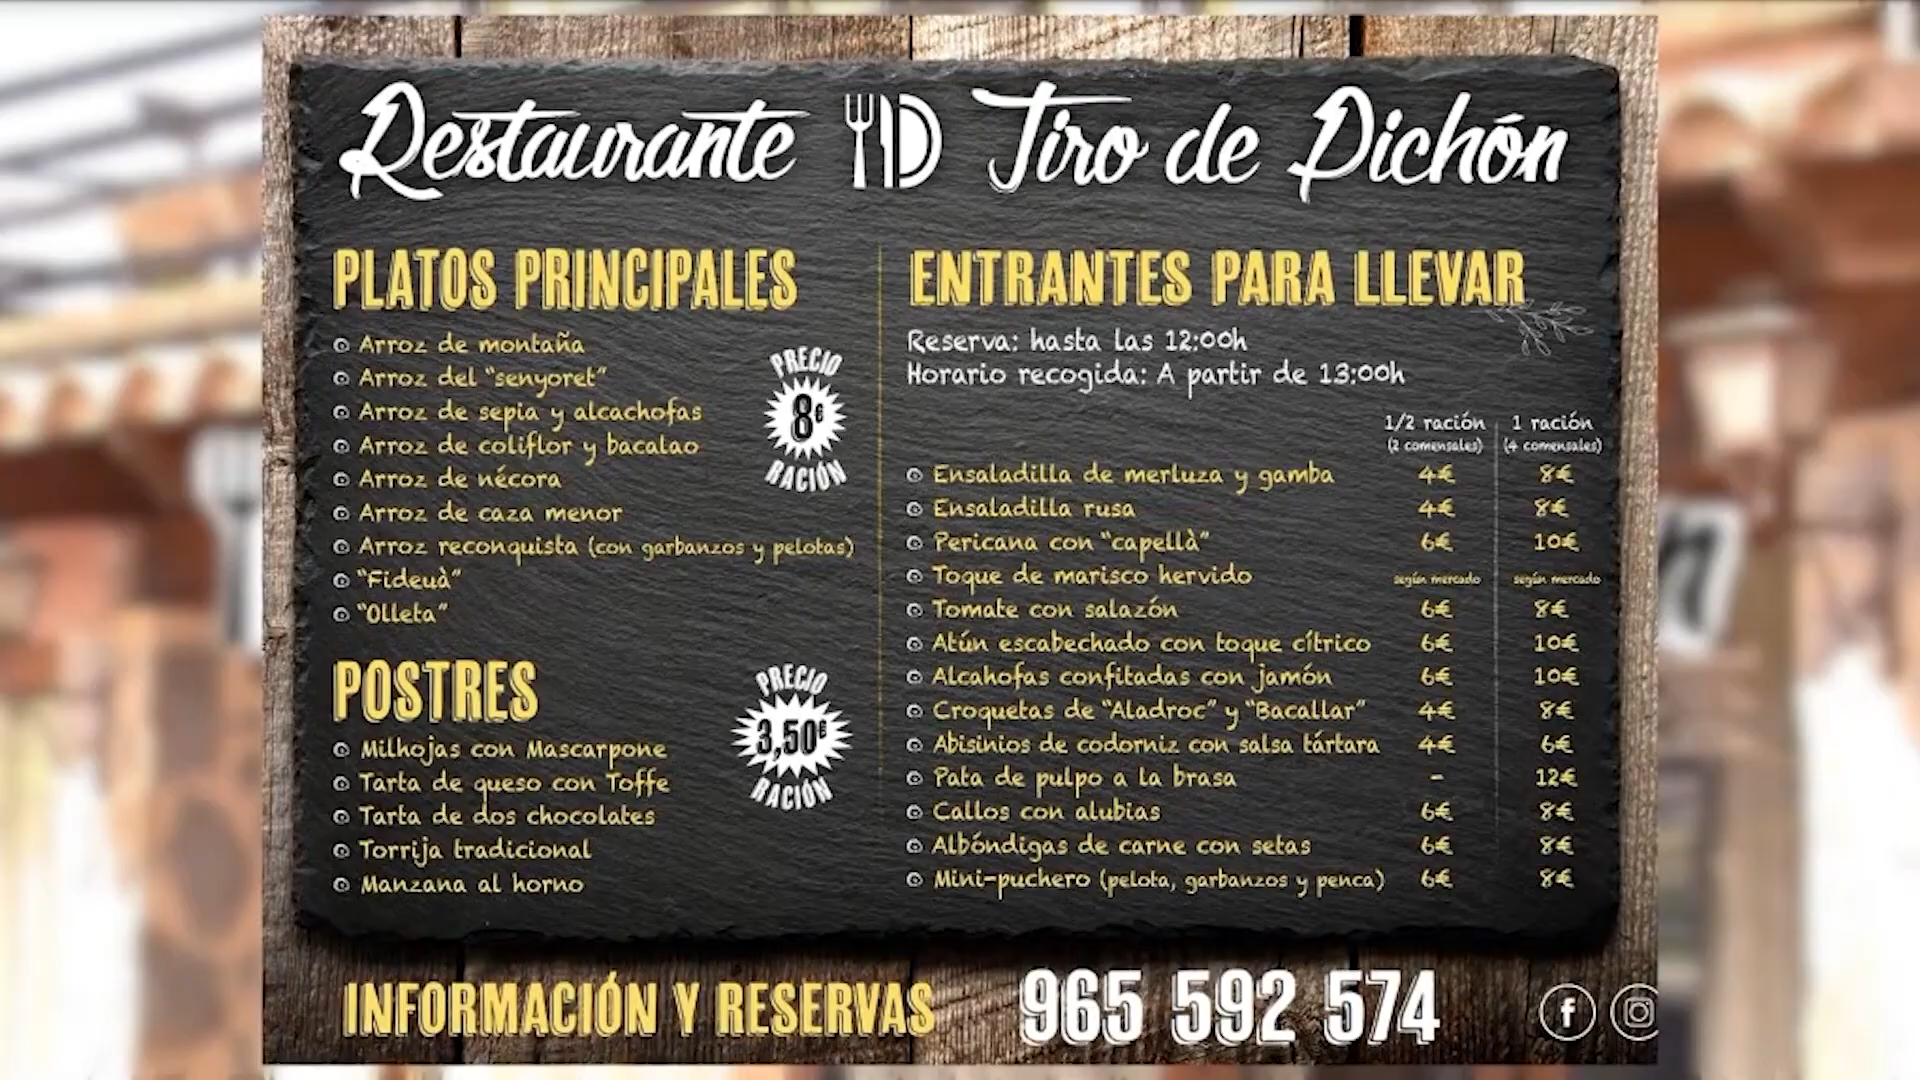 Restaurante Tiro de Pichón
PLATOS PRINCIPALES
Arroz de montaña
Arroz del "senyoret"
Arroz de sepia y alcachofas
Arroz de coliflor y bacalao
Arroz de nécora
Arroz de caza menor
Arroz reconquista (con garbanzos y pelotas)
"Fideuà"
"Olleta"
PRECIO
8€
RACIÓN
POSTRES
Milhojas con Mascarpone
Tarta de queso con Toffe
Tarta de dos chocolates
Torrija tradicional
Manzana al horno
PRECIO
3,50€
RACIÓN
ENTRANTES PARA LLEVAR
Reserva: hasta las 12:00h
Horario recogida: A partir de 13:00h
1/2 ración 1 ración
(2 comensales) (4 comensales)
Ensaladilla de merluza y gamba 4€ 8€
Ensaladilla rusa 4€ 8€
Pericana con "capellà" 6€ 10€
Toque de marisco hervido según mercado según mercado
Tomate con salazón 6€ 8€
Atún escabechado con toque cítrico 6€ 10€
Alcahofas confitadas con jamón 6€ 10€
Croquetas de "Aladroc" y "Bacallar" 4€ 8€
Abisinios de codorniz con salsa tártara 4€ 6€
Pata de pulpo a la brasa - 12€
Callos con alubias 6€ 8€
Albóndigas de carne con setas 6€ 8€
Mini-puchero (pelota, garbanzos y penca) 6€ 8€
INFORMACIÓN Y RESERVAS 965 592 574